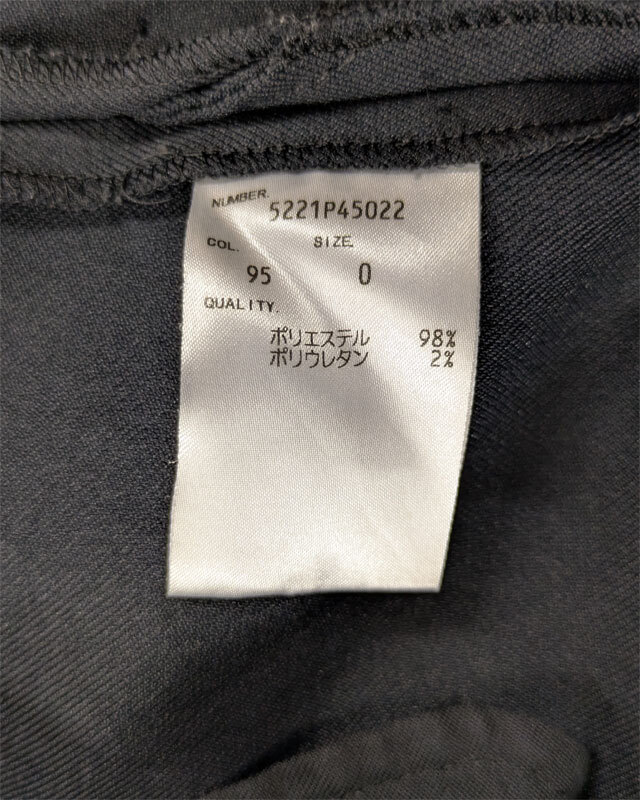 NUMBER. 5221P45022
COL. SIZE.
95 0
QUALITY.
ポリエステル 98%
ポリウレタン 2%